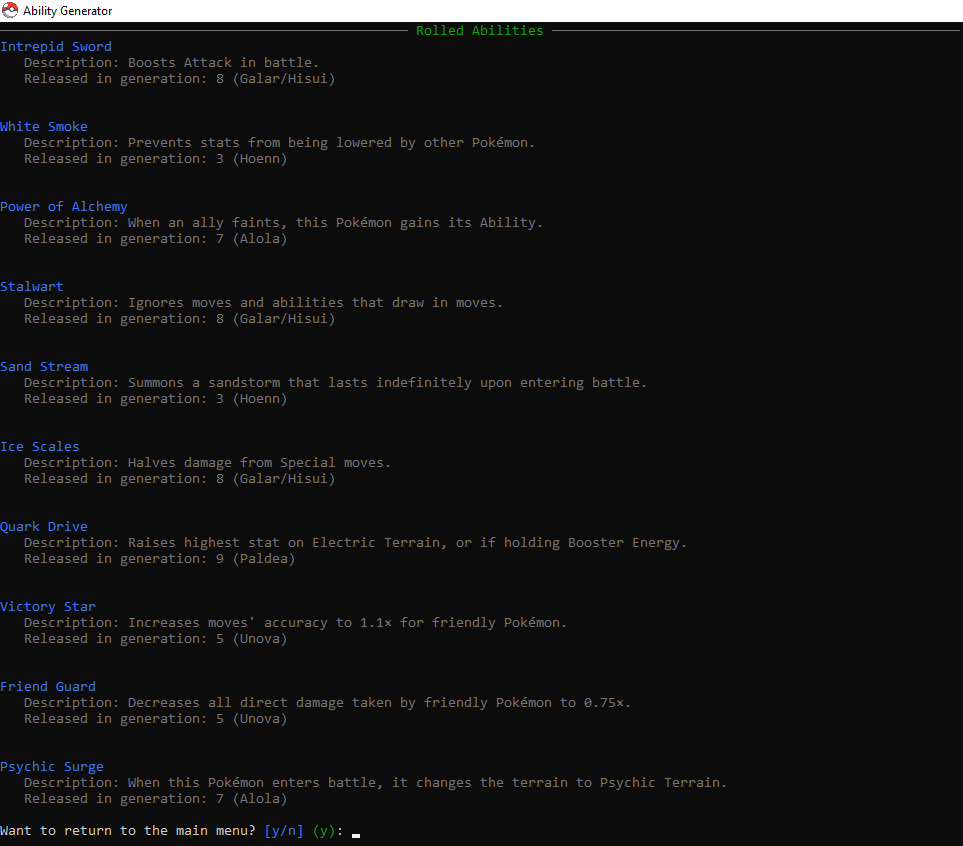 Ability Generator
Rolled Abilities
Intrepid Sword
Description: Boosts Attack in battle.
Released in generation: 8 (Galar/Hisui)
White Smoke
Description: Prevents stats from being lowered by other Pokémon.
Released in generation: 3 (Hoenn)
Power of Alchemy
Description: When an ally faints, this Pokémon gains its Ability.
Released in generation: 7 (Alola)
Stalwart
Description: Ignores moves and abilities that draw in moves.
Released in generation: 8 (Galar/Hisui)
Sand Stream
Description: Summons a sandstorm that lasts indefinitely upon entering battle.
Released in generation: 3 (Hoenn)
Ice Scales
Description: Halves damage from Special moves.
Released in generation: 8 (Galar/Hisui)
Quark Drive
Description: Raises highest stat on Electric Terrain, or if holding Booster Energy.
Released in generation: 9 (Paldea)
Victory Star
Description: Increases moves' accuracy to 1.1× for friendly Pokémon.
Released in generation: 5 (Unova)
Friend Guard
Description: Decreases all direct damage taken by friendly Pokémon to 0.75×.
Released in generation: 5 (Unova)
Psychic Surge
Description: When this Pokémon enters battle, it changes the terrain to Psychic Terrain.
Released in generation: 7 (Alola)
Want to return to the main menu? [y/n] (y):